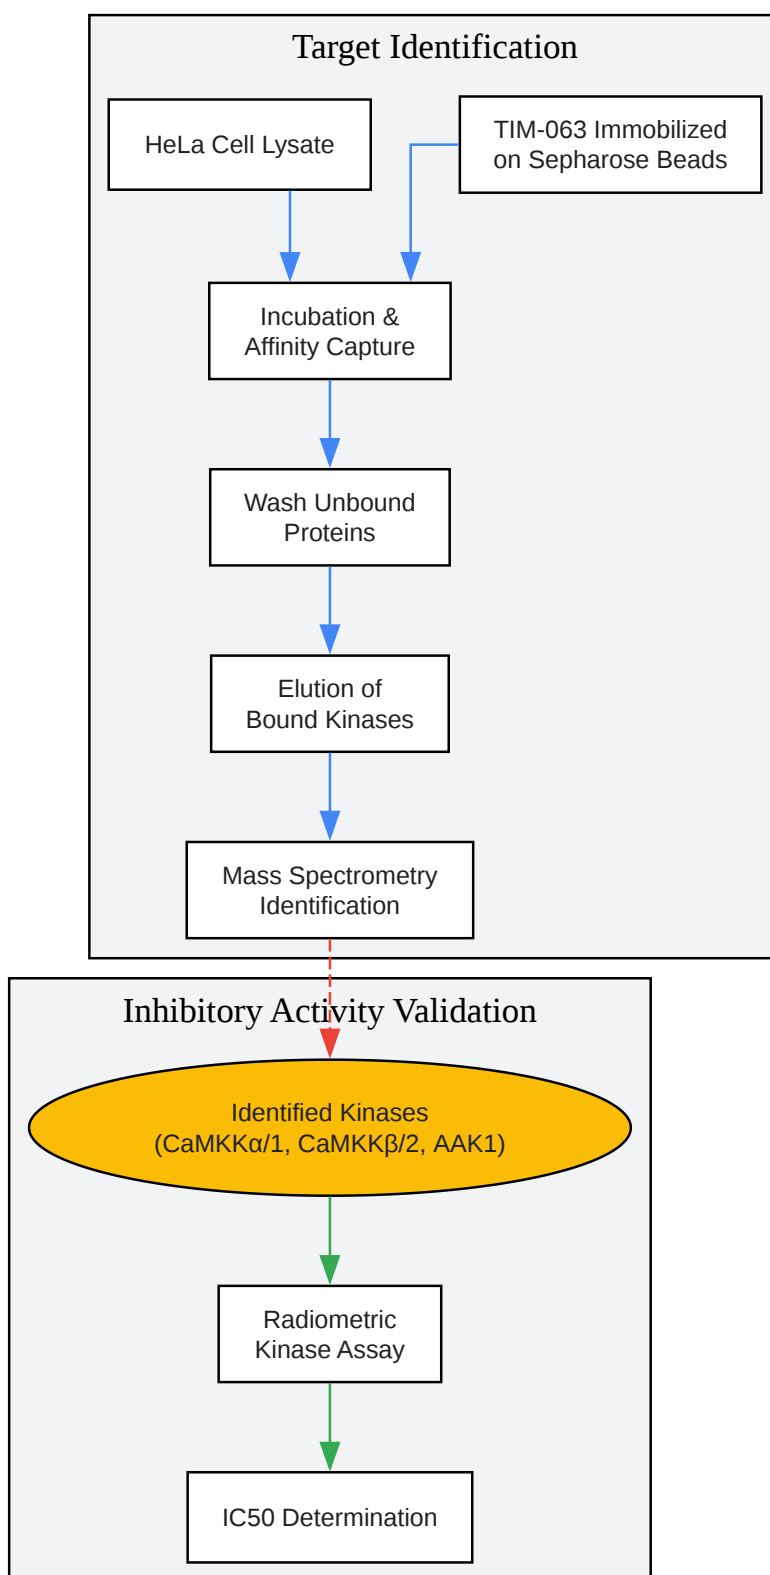 Target Identification
HeLa Cell Lysate
TIM-063 Immobilized
on Sepharose Beads
Incubation &
Affinity Capture
Wash Unbound
Proteins
Elution of
Bound Kinases
Mass Spectrometry
Identification
Inhibitory Activity Validation
Identified Kinases
(CaMKKα/1, CaMKKβ/2, AAK1)
Radiometric
Kinase Assay
IC50 Determination